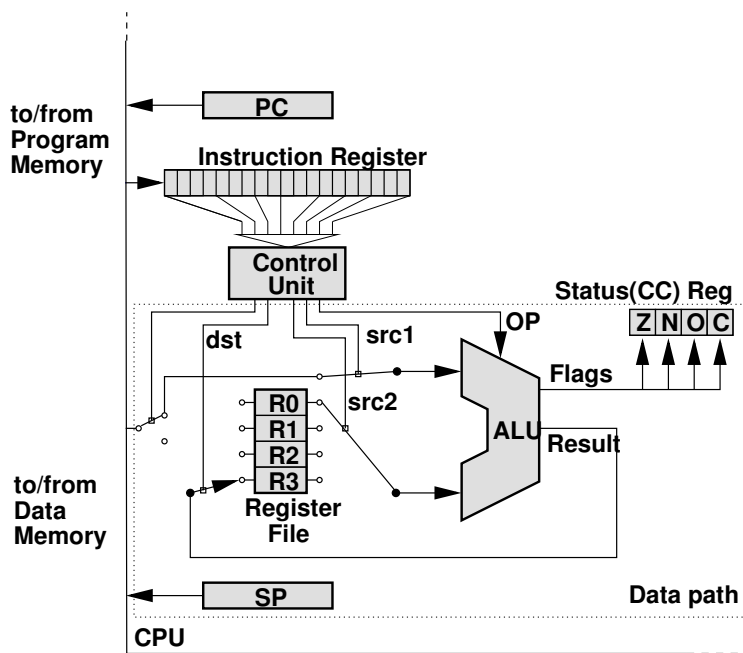 to/from
Program
Memory
PC
Instruction Register
Control
Unit
Status(CC) Reg
Z N O C
dst
src1
OP
src2
Flags
R0
R1
R2
R3
ALU
Result
Register
File
to/from
Data
Memory
SP
Data path
CPU